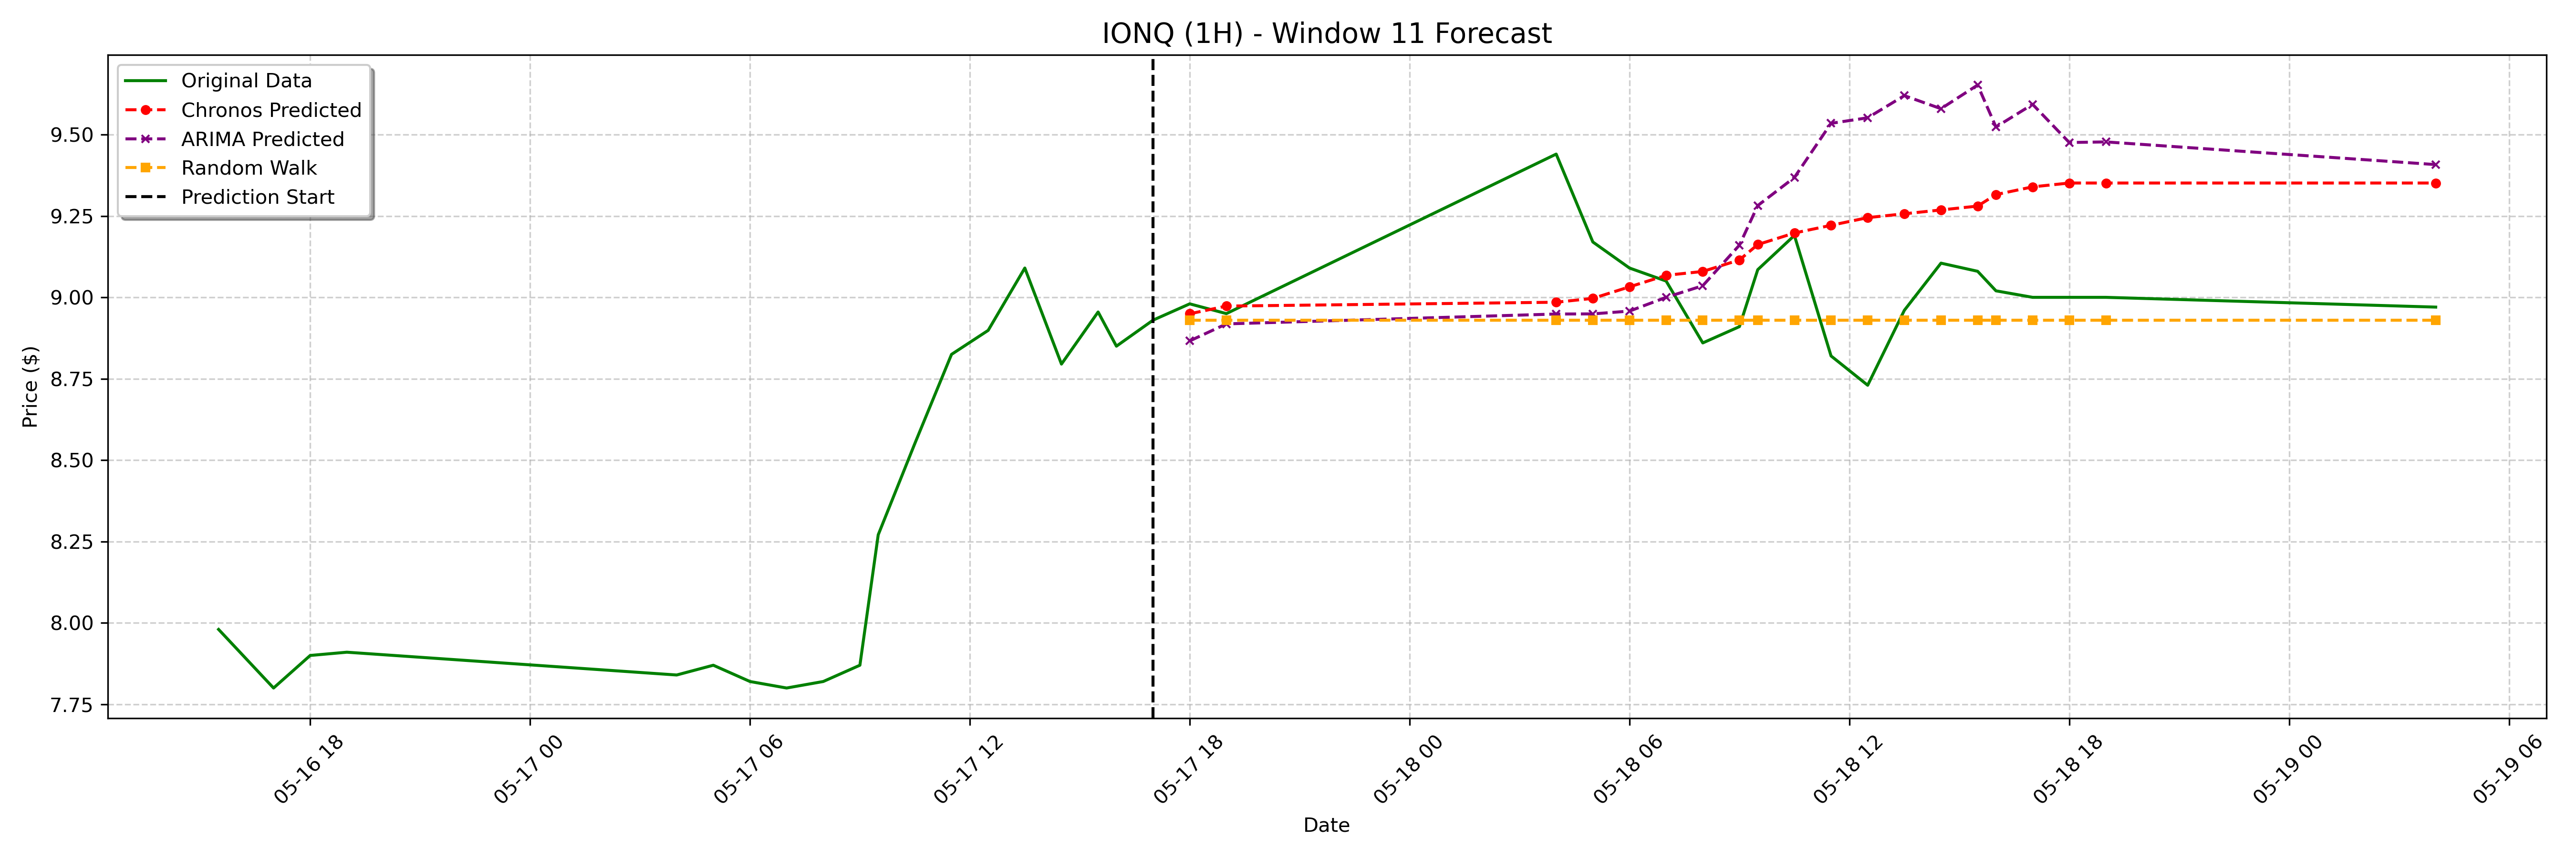 IONQ (1H) - Window 11 Forecast
Original Data
Chronos Predicted
ARIMA Predicted
Random Walk
Prediction Start
Price ($)
9.50
9.25
9.00
8.75
8.50
8.25
8.00
7.75
05-16 18
05-17 00
05-17 06
05-17 12
05-17 18
05-18 00
05-18 06
05-18 12
05-18 18
05-19 00
05-19 06
Date